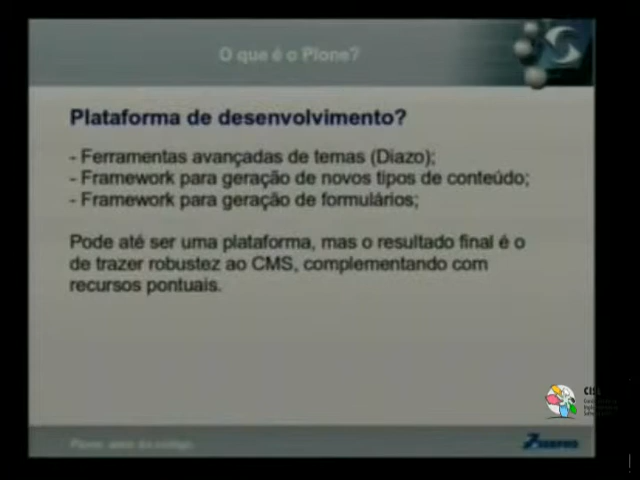 O que é o Plone?
Plataforma de desenvolvimento?
- Ferramentas avançadas de temas (Diazo);
- Framework para geração de novos tipos de conteúdo;
- Framework para geração de formulários;
Pode até ser uma plataforma, mas o resultado final é o
de trazer robustez ao CMS, complementando com
recursos pontuais.